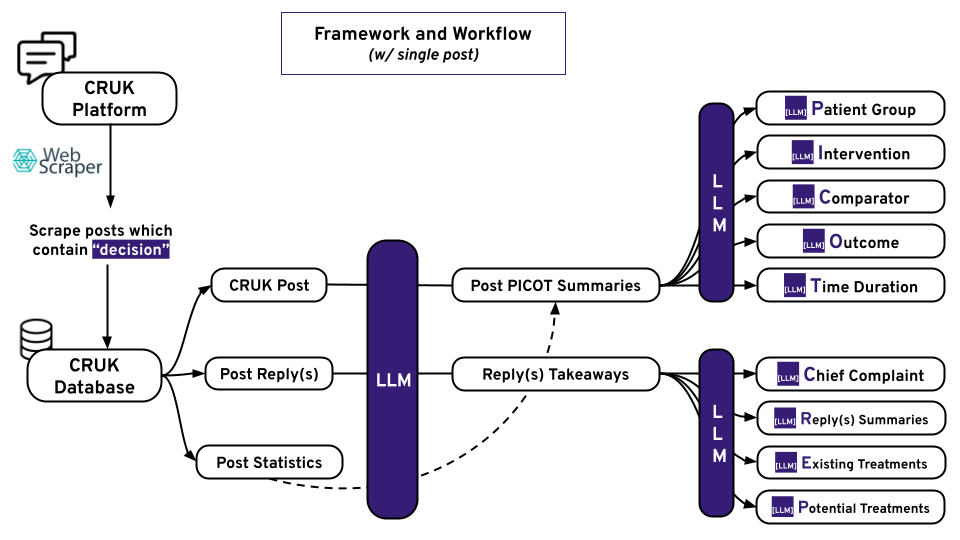 Framework and Workflow
(w/ single post)
CRUK
Platform
Web
Scraper
Scrape posts which
contain “decision”
CRUK
Database
CRUK Post
Post Reply(s)
Post Statistics
LLM
Post PICOT Summaries
Reply(s) Takeaways
L
L
M
[LLM] Patient Group
[LLM] Intervention
[LLM] Comparator
[LLM] Outcome
[LLM] Time Duration
L
L
M
[LLM] Chief Complaint
[LLM] Reply(s) Summaries
[LLM] Existing Treatments
[LLM] Potential Treatments